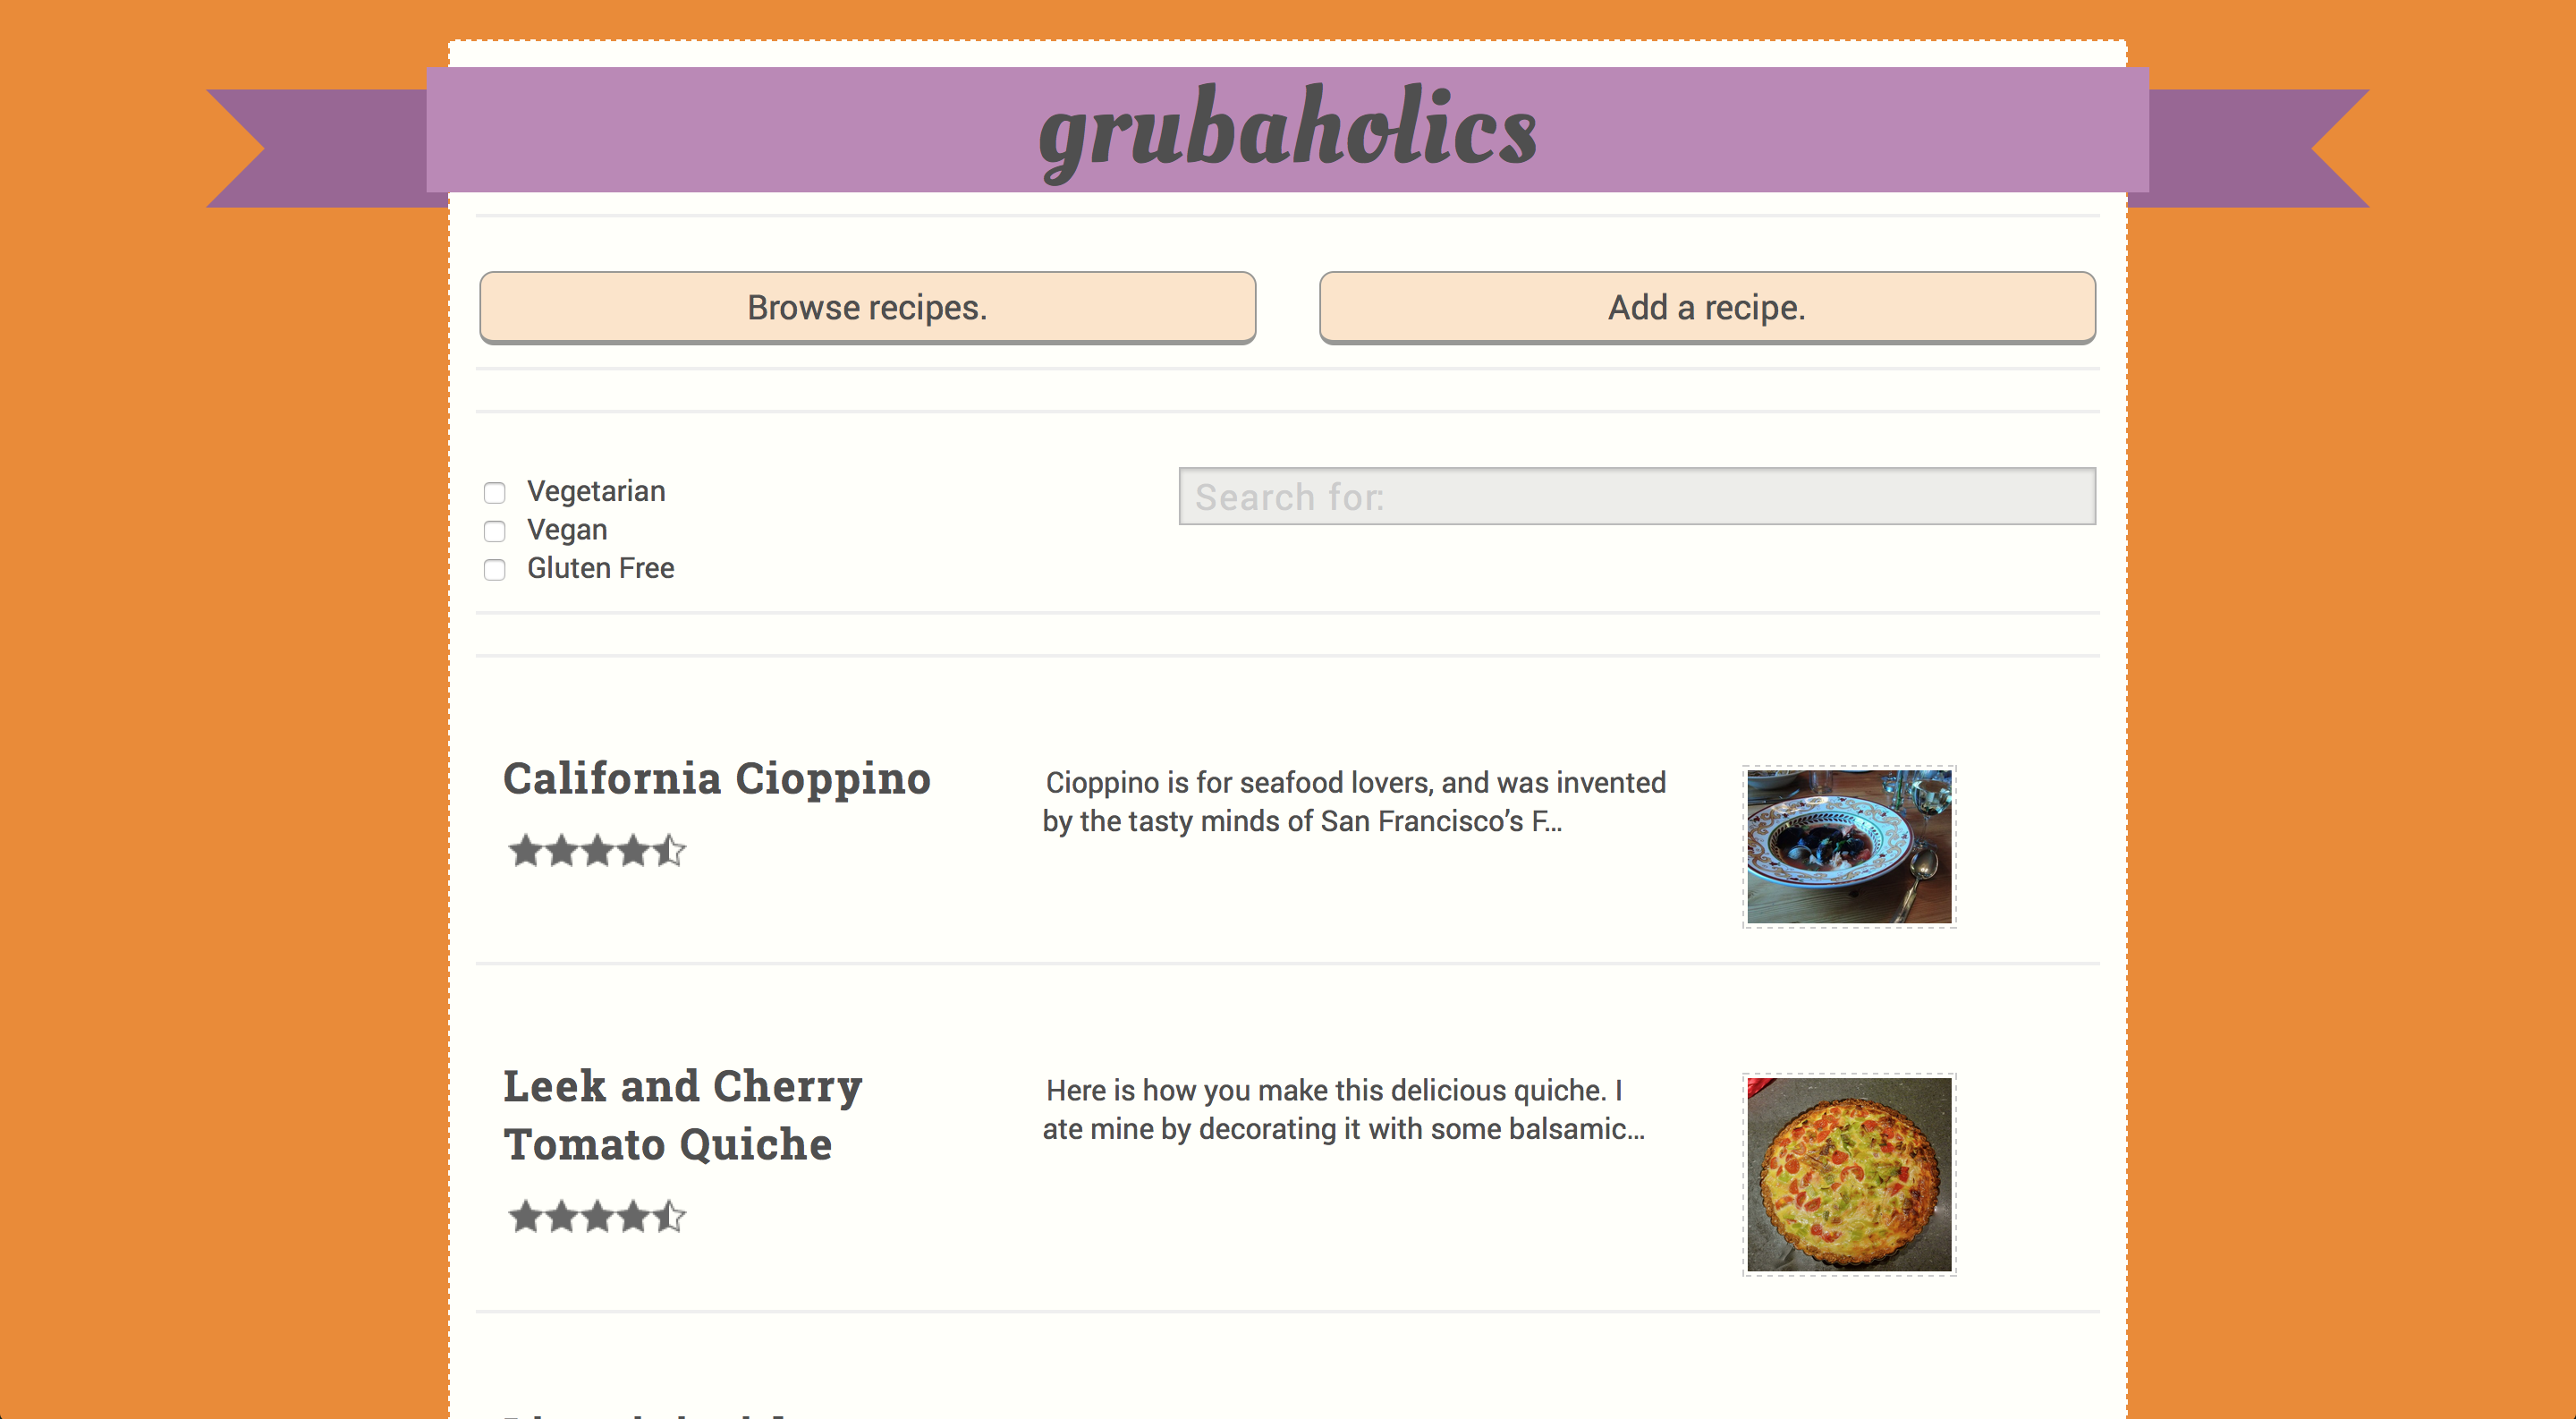 grubaholics
Browse recipes.
Add a recipe.
Vegetarian
Vegan
Gluten Free
Search for:
California Cioppino
Cioppino is for seafood lovers, and was invented
by the tasty minds of San Francisco’s F...
Leek and Cherry
Tomato Quiche
Here is how you make this delicious quiche. I
ate mine by decorating it with some balsamic...